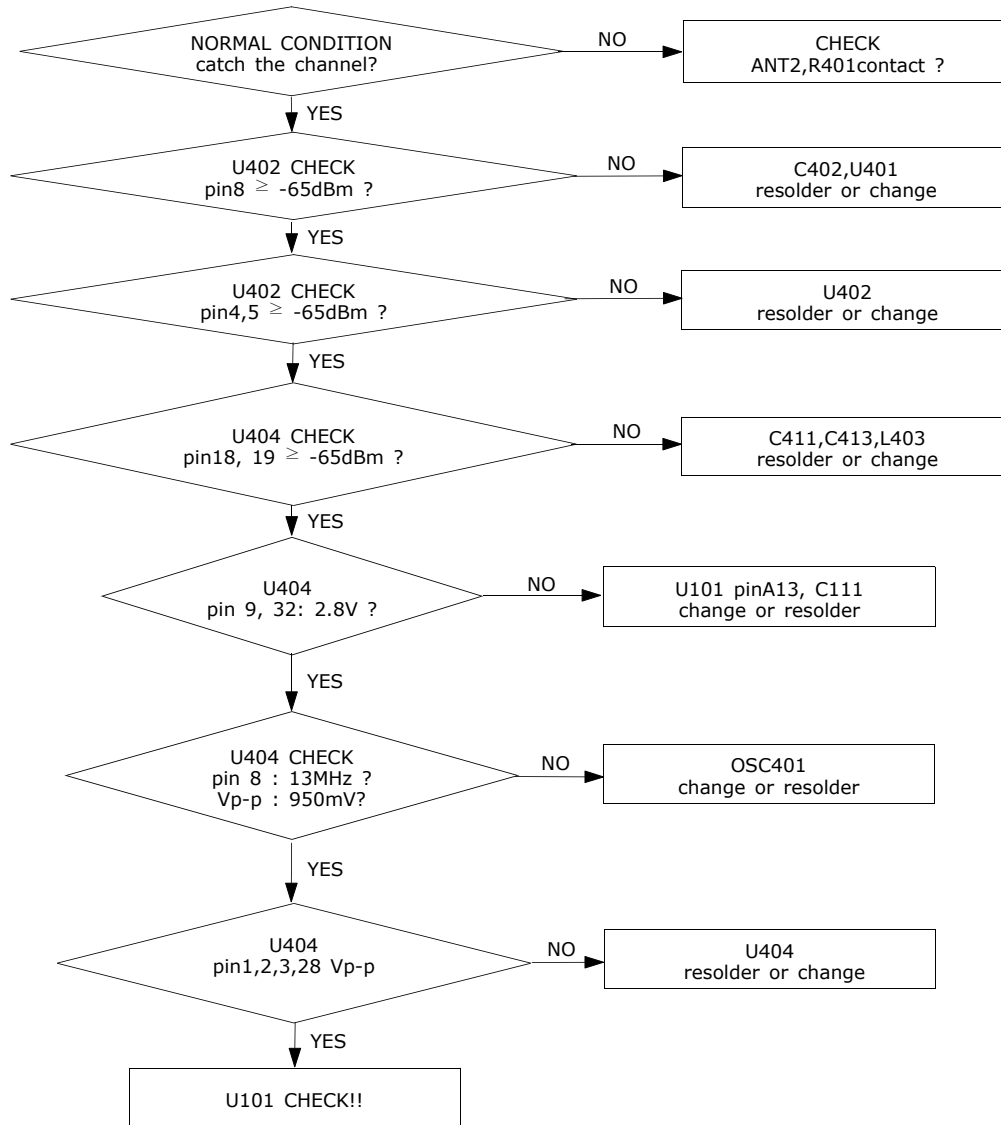 NORMAL CONDITION
catch the channel?
NO
CHECK
ANT2,R401contact ?
YES
U402 CHECK
pin8 ≥ -65dBm ?
NO
C402,U401
resolder or change
YES
U402 CHECK
pin4,5 ≥ -65dBm ?
NO
U402
resolder or change
YES
U404 CHECK
pin18, 19 ≥ -65dBm ?
NO
C411,C413,L403
resolder or change
YES
U404
pin 9, 32: 2.8V ?
NO
U101 pinA13, C111
change or resolder
YES
U404 CHECK
pin 8 : 13MHz ?
Vp-p : 950mV?
NO
OSC401
change or resolder
YES
U404
pin1,2,3,28 Vp-p
NO
U404
resolder or change
YES
U101 CHECK!!